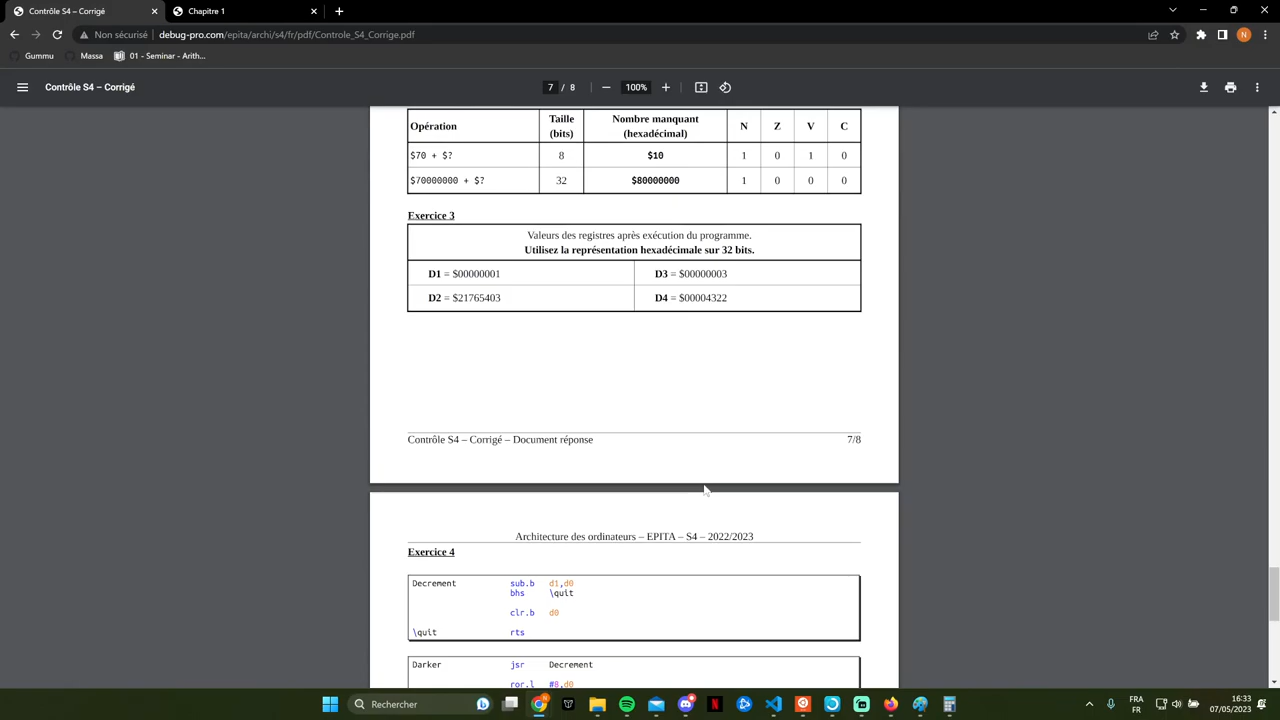 Contrôle S4 – Corrigé
Chapitre 1
Non sécurisé | debug-pro.com/epita/archi/s4/fr/pdf/Controle_S4_Corrige.pdf
N
Gummu
Massa
01 - Seminar - Arith...
Contrôle S4 – Corrigé
7 / 8
100%
Opération Taille (bits) Nombre manquant (hexadécimal) N Z V C
$70 + $? 8 $10 1 0 1 0
$70000000 + $? 32 $80000000 1 0 0 0
Exercice 3
Valeurs des registres après exécution du programme.
Utilisez la représentation hexadécimale sur 32 bits.
D1 = $00000001 D3 = $00000003
D2 = $21765403 D4 = $00004322
Contrôle S4 – Corrigé – Document réponse 7/8
Architecture des ordinateurs – EPITA – S4 – 2022/2023
Exercice 4
Decrement sub.b d1,d0
bhs \quit
clr.b d0
\quit rts
Darker jsr Decrement
ror.l #8,d0
Rechercher
FRA
FR
16:33
07/05/2023